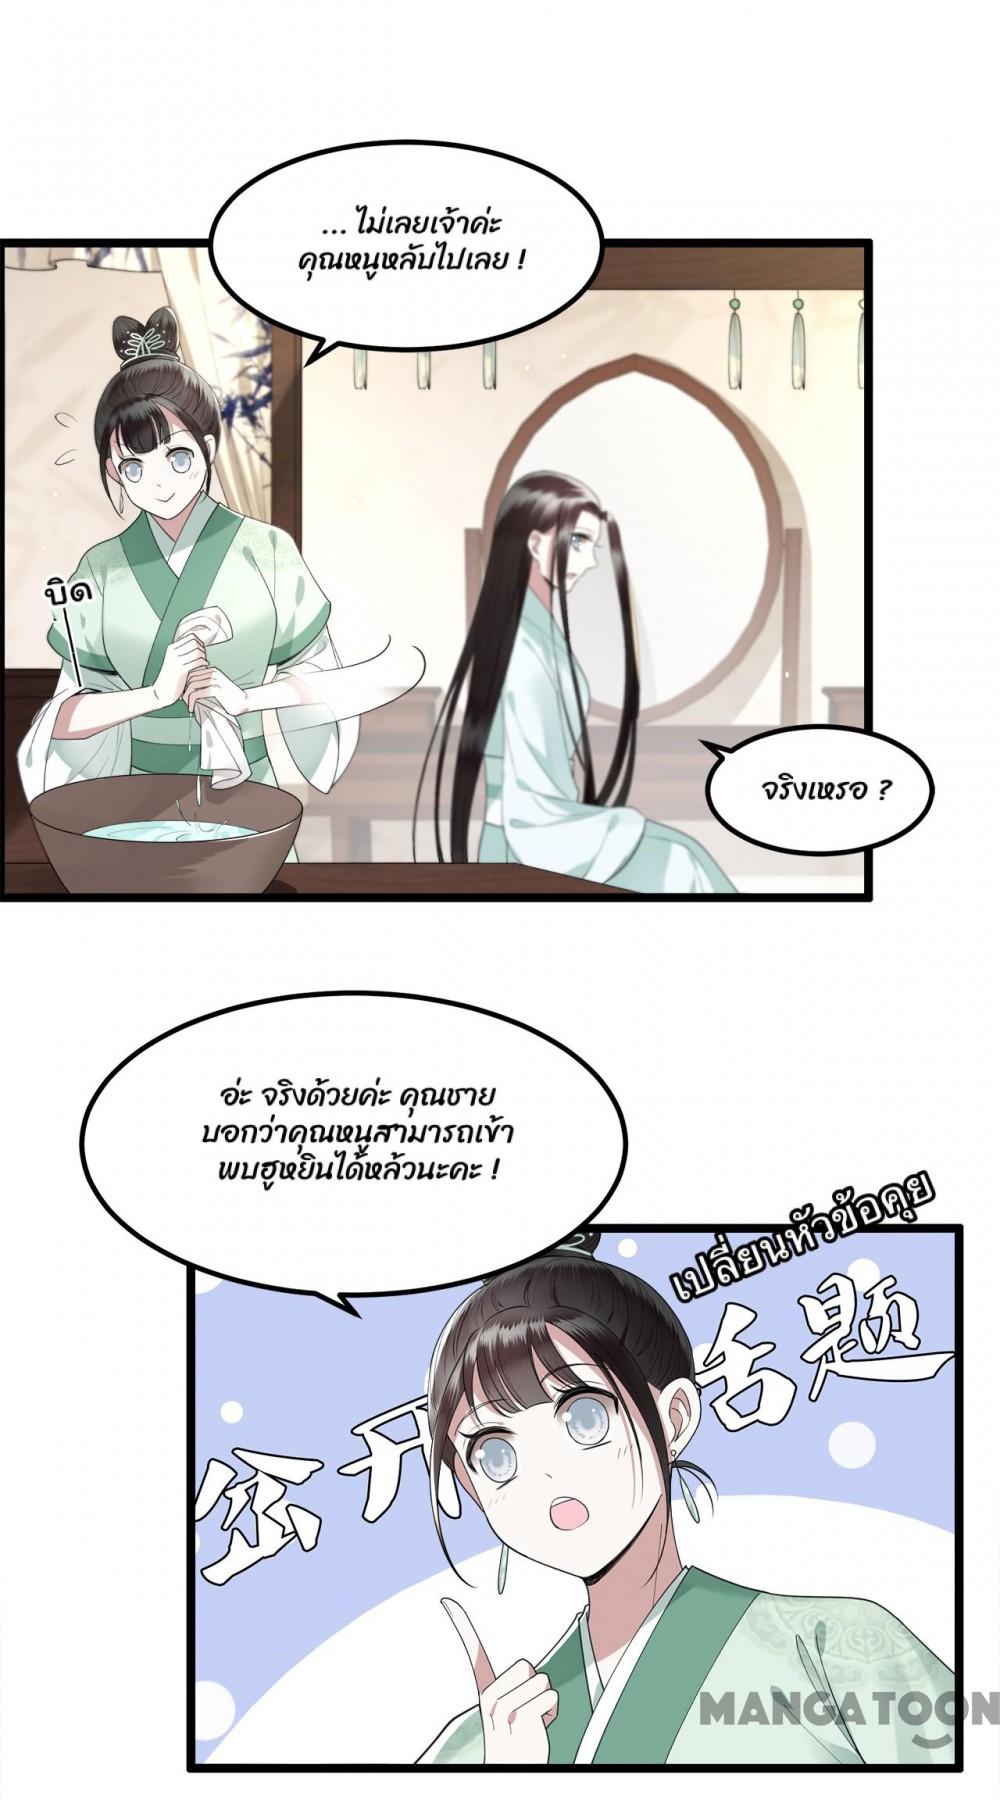 ... ไม่เลยเจ้าค่ะ
คุณหนูหลับไปเลย !
บิด
จริงเหรอ ?
อ่ะ จริงด้วยค่ะ คุณชาย
บอกว่าคุณหนูสามารถเข้า
พบฮูหยินได้หล้วนะคะ !
เปลี่ยนหัวข้อคุย
岔开话题
MANGATOON